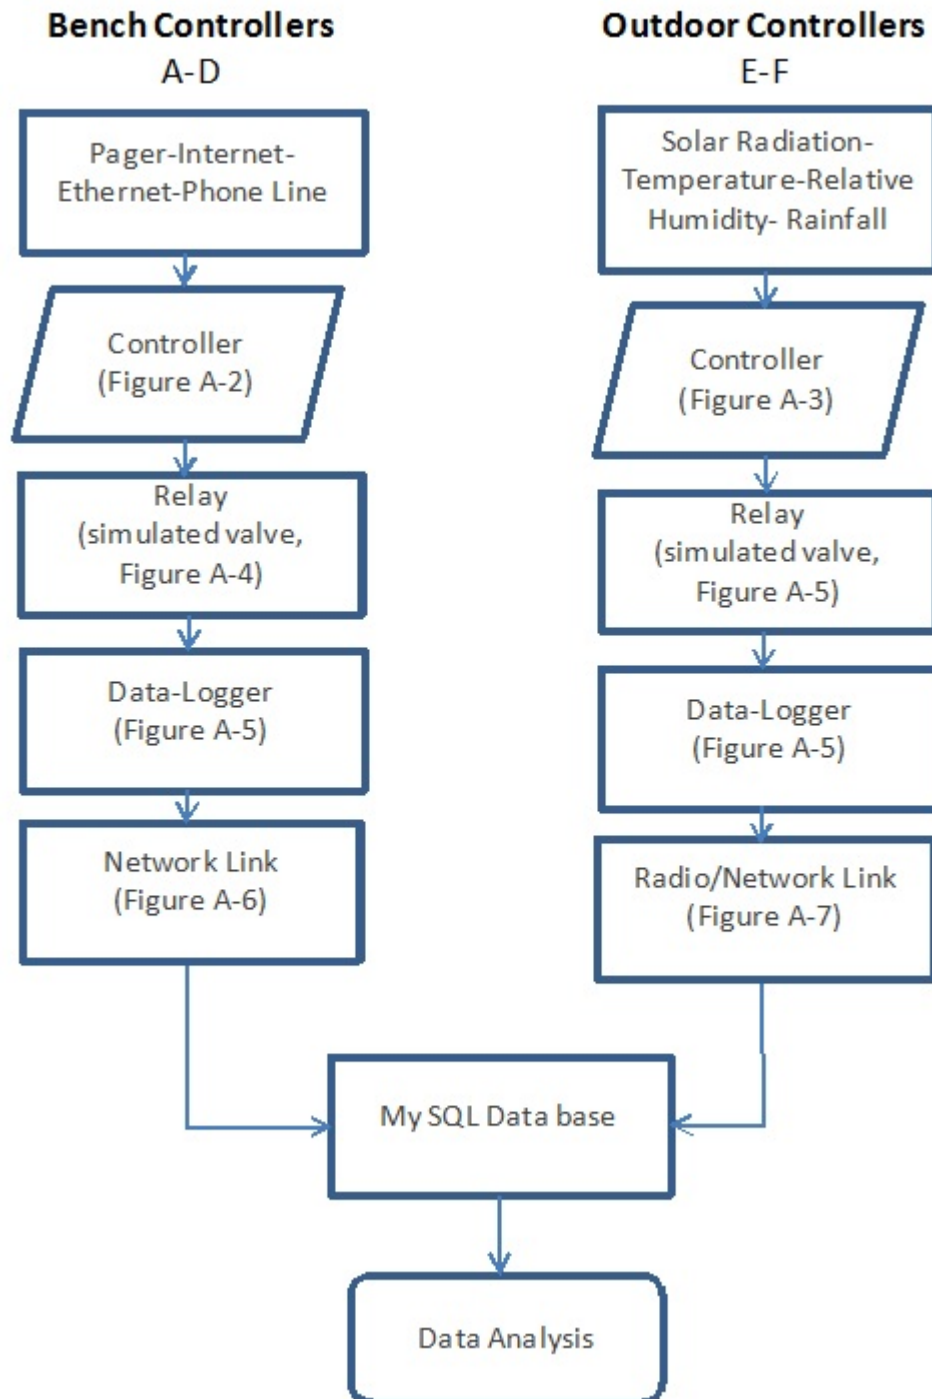 Bench Controllers
A-D
Pager-Internet-
Ethernet-Phone Line
Controller
(Figure A-2)
Relay
(simulated valve,
Figure A-4)
Data-Logger
(Figure A-5)
Network Link
(Figure A-6)
Outdoor Controllers
E-F
Solar Radiation-
Temperature-Relative
Humidity- Rainfall
Controller
(Figure A-3)
Relay
(simulated valve,
Figure A-5)
Data-Logger
(Figure A-5)
Radio/Network Link
(Figure A-7)
My SQL Data base
Data Analysis